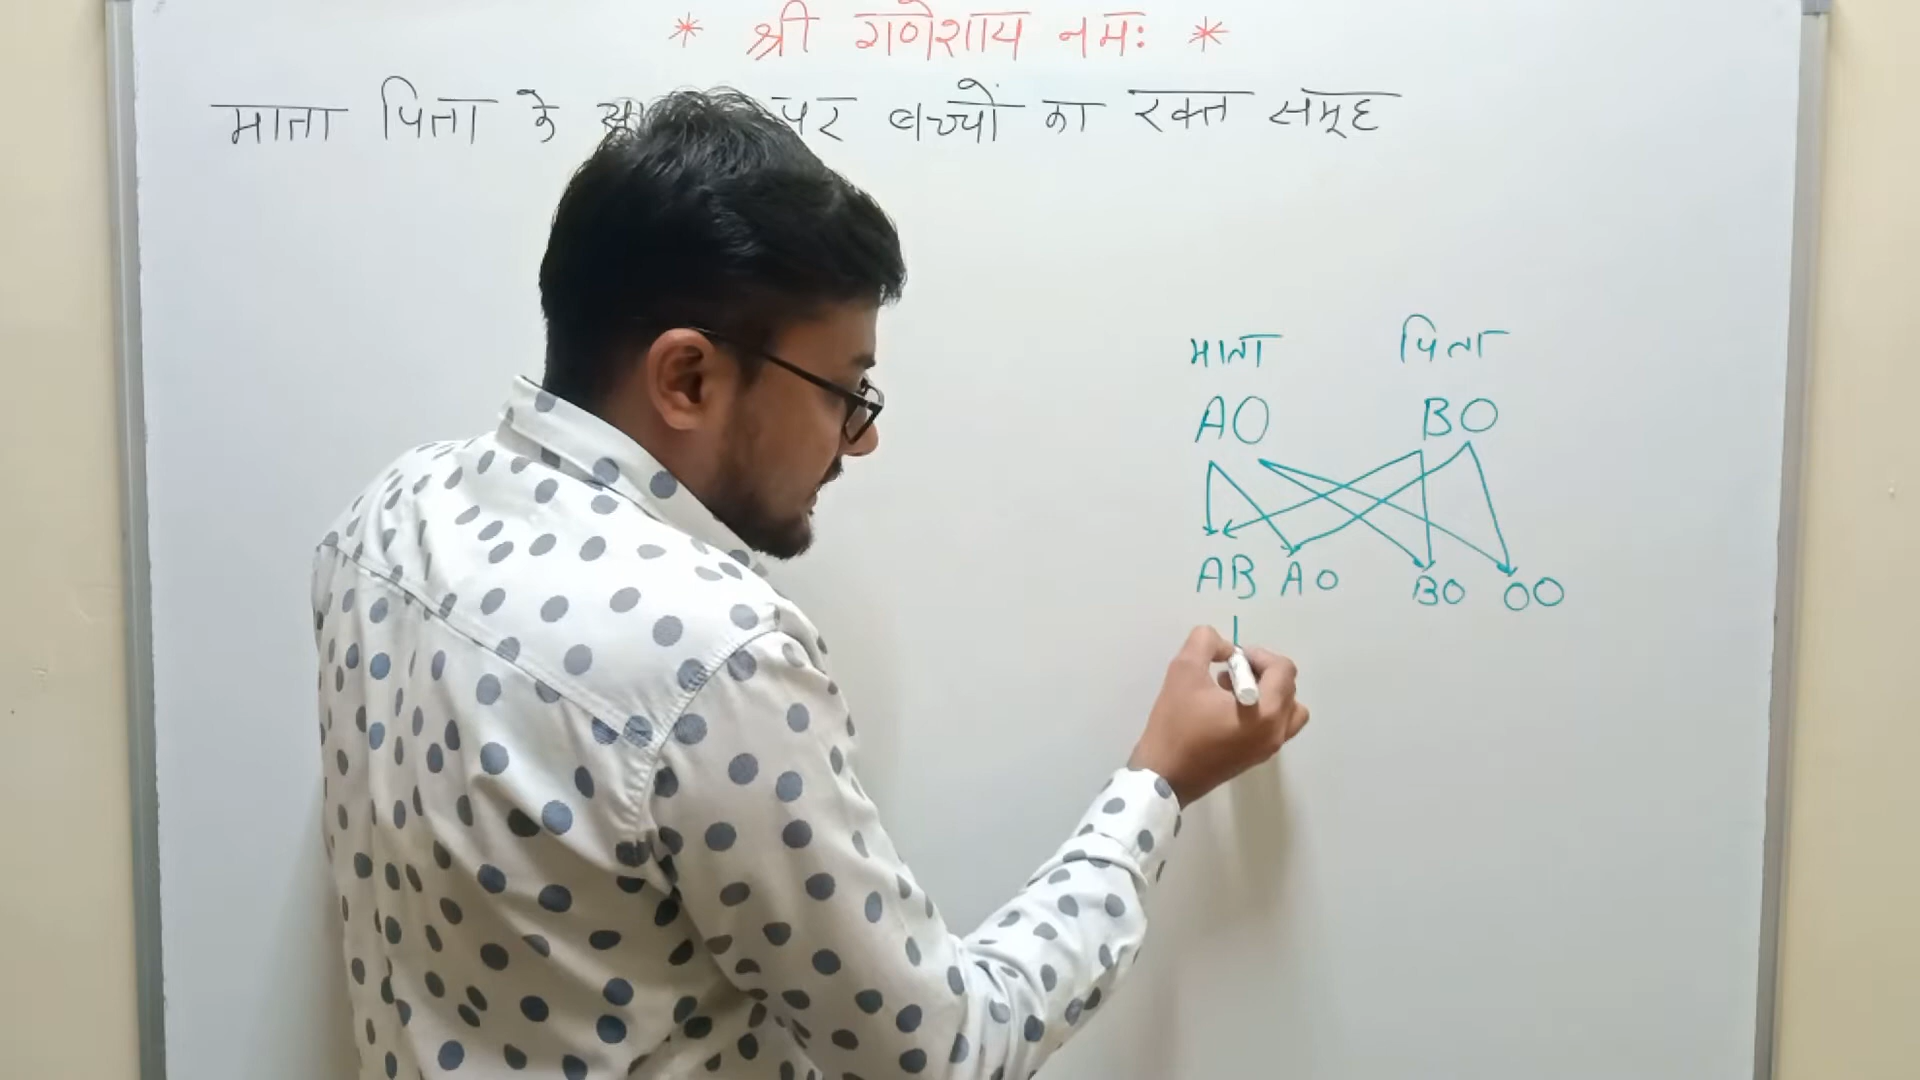 * श्री गणेशाय नमः *
माता पिता के पर बच्चों का रक्त समूह
माता पिता
AO BO
AB AO BO OO